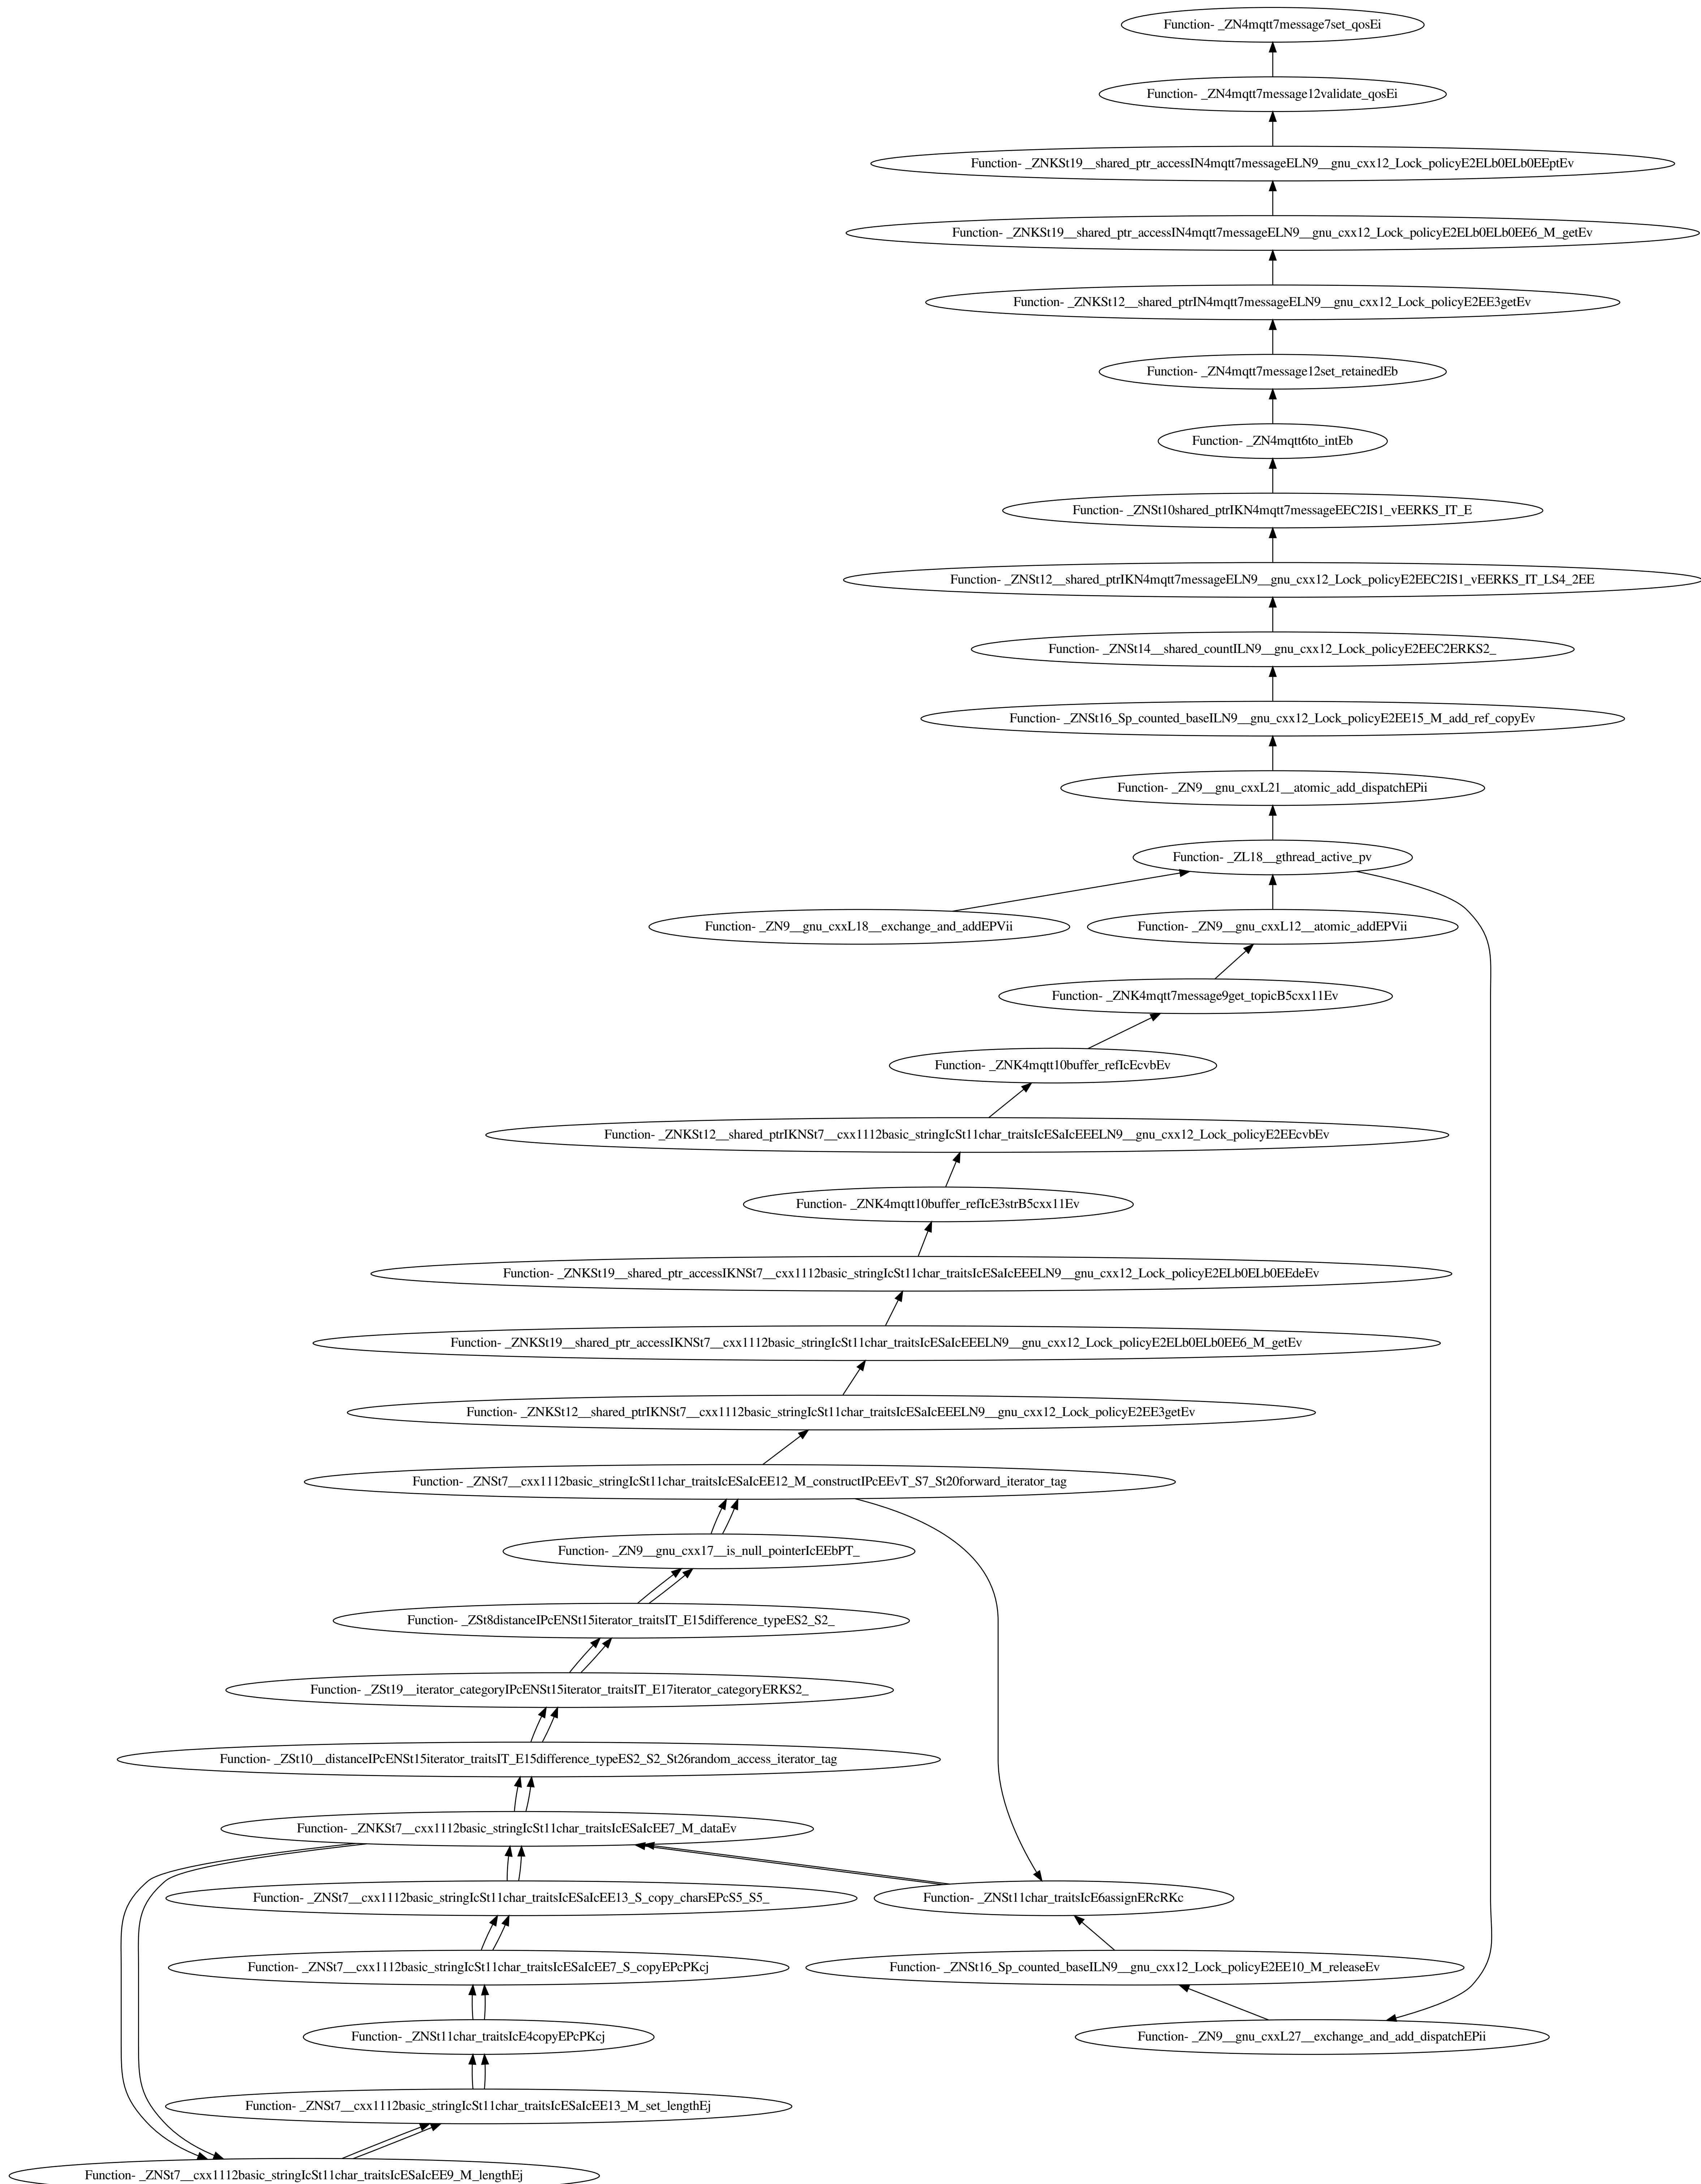 Function- _ZN4mqtt7message7set_qosEi
Function- _ZN4mqtt7message12validate_qosEi
Function- _ZNKSt19__shared_ptr_accessIN4mqtt7messageELN9__gnu_cxx12_Lock_policyE2ELb0ELb0EEptEv
Function- _ZNKSt19__shared_ptr_accessIN4mqtt7messageELN9__gnu_cxx12_Lock_policyE2ELb0ELb0EE6_M_getEv
Function- _ZNKSt12__shared_ptrIN4mqtt7messageELN9__gnu_cxx12_Lock_policyE2EE3getEv
Function- _ZN4mqtt7message12set_retainedEb
Function- _ZN4mqtt6to_intEb
Function- _ZNSt10shared_ptrIKN4mqtt7messageEEC2IS1_vEERKS_IT_E
Function- _ZNSt12__shared_ptrIKN4mqtt7messageELN9__gnu_cxx12_Lock_policyE2EEC2IS1_vEERKS_IT_LS4_2EE
Function- _ZNSt14__shared_countILN9__gnu_cxx12_Lock_policyE2EEC2ERKS2_
Function- _ZNSt16_Sp_counted_baseILN9__gnu_cxx12_Lock_policyE2EE15_M_add_ref_copyEv
Function- _ZN9__gnu_cxxL21__atomic_add_dispatchEPii
Function- _ZL18__gthread_active_pv
Function- _ZN9__gnu_cxxL18__exchange_and_addEPVii
Function- _ZN9__gnu_cxxL12__atomic_addEPVii
Function- _ZNK4mqtt7message9get_topicB5cxx11Ev
Function- _ZNK4mqtt10buffer_refIcEcvbEv
Function- _ZNKSt12__shared_ptrIKNSt7__cxx1112basic_stringIcSt11char_traitsIcESaIcEEELN9__gnu_cxx12_Lock_policyE2EEcvbEv
Function- _ZNK4mqtt10buffer_refIcE3strB5cxx11Ev
Function- _ZNKSt19__shared_ptr_accessIKNSt7__cxx1112basic_stringIcSt11char_traitsIcESaIcEEELN9__gnu_cxx12_Lock_policyE2ELb0ELb0EEdeEv
Function- _ZNKSt19__shared_ptr_accessIKNSt7__cxx1112basic_stringIcSt11char_traitsIcESaIcEEELN9__gnu_cxx12_Lock_policyE2ELb0ELb0EE6_M_getEv
Function- _ZNKSt12__shared_ptrIKNSt7__cxx1112basic_stringIcSt11char_traitsIcESaIcEEELN9__gnu_cxx12_Lock_policyE2EE3getEv
Function- _ZNSt7__cxx1112basic_stringIcSt11char_traitsIcESaIcEE12_M_constructIPcEEvT_S7_St20forward_iterator_tag
Function- _ZN9__gnu_cxx17__is_null_pointerIcEEbPT_
Function- _ZSt8distanceIPcENSt15iterator_traitsIT_E15difference_typeES2_S2_
Function- _ZSt19__iterator_categoryIPcENSt15iterator_traitsIT_E17iterator_categoryERKS2_
Function- _ZSt10__distanceIPcENSt15iterator_traitsIT_E15difference_typeES2_S2_St26random_access_iterator_tag
Function- _ZNKSt7__cxx1112basic_stringIcSt11char_traitsIcESaIcEE7_M_dataEv
Function- _ZNSt7__cxx1112basic_stringIcSt11char_traitsIcESaIcEE13_S_copy_charsEPcS5_S5_
Function- _ZNSt11char_traitsIcE6assignERcRKc
Function- _ZNSt7__cxx1112basic_stringIcSt11char_traitsIcESaIcEE7_S_copyEPcPKcj
Function- _ZNSt16_Sp_counted_baseILN9__gnu_cxx12_Lock_policyE2EE10_M_releaseEv
Function- _ZNSt11char_traitsIcE4copyEPcPKcj
Function- _ZN9__gnu_cxxL27__exchange_and_add_dispatchEPii
Function- _ZNSt7__cxx1112basic_stringIcSt11char_traitsIcESaIcEE13_M_set_lengthEj
Function- _ZNSt7__cxx1112basic_stringIcSt11char_traitsIcESaIcEE9_M_lengthEj